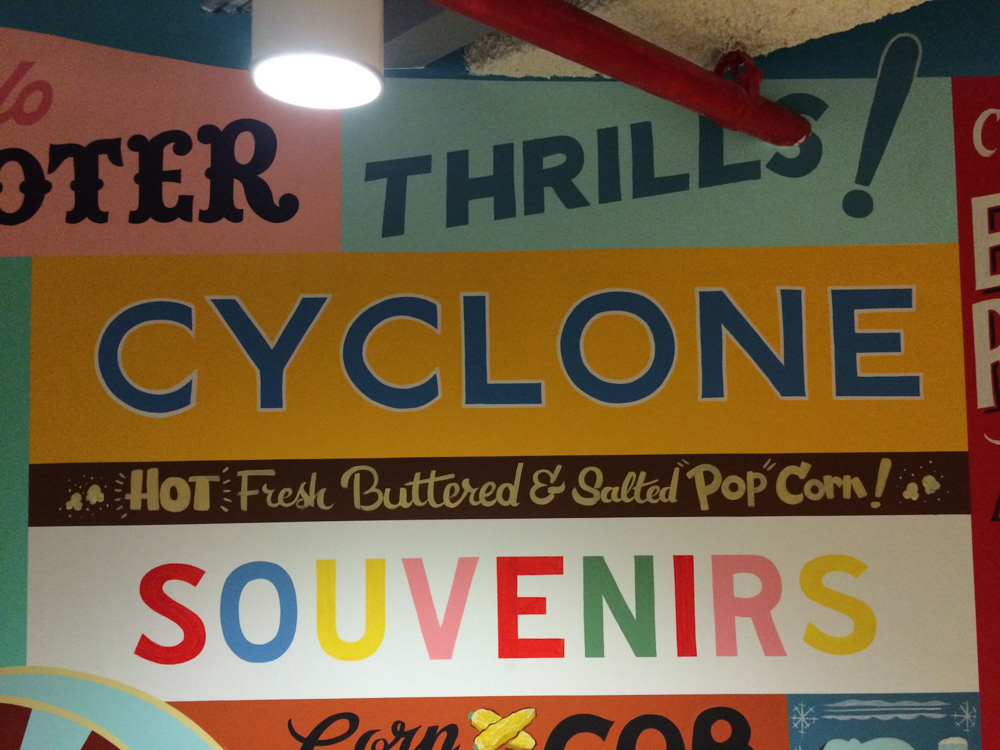 THRILLS!
CYCLONE
HOT Fresh Buttered & Salted "Pop" Corn!
SOUVENIRS
Corn
COB